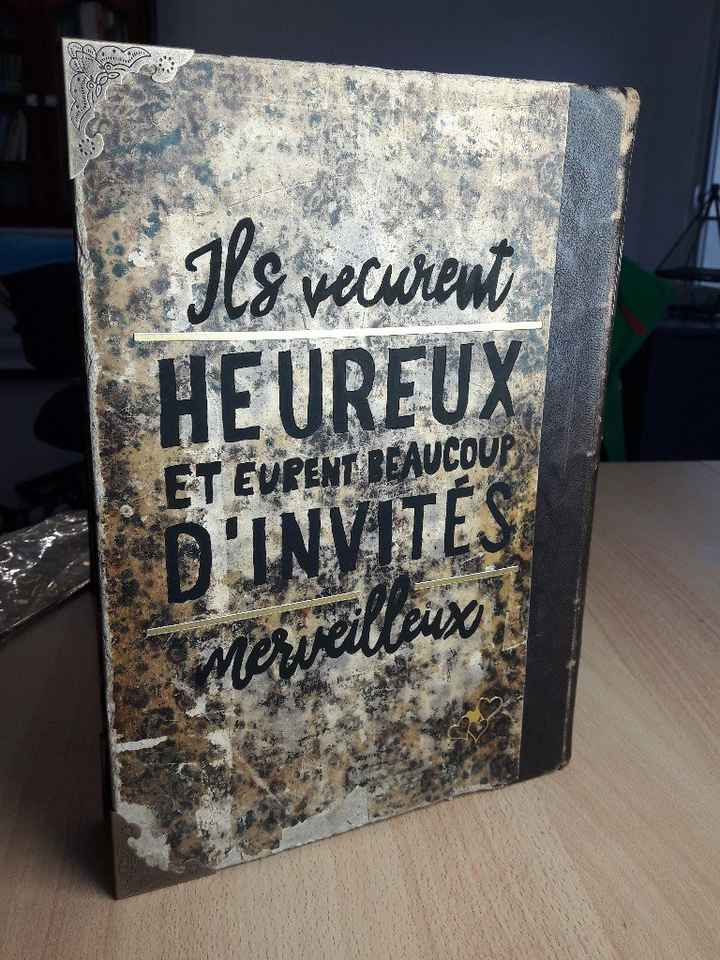 Ils vecurent
HEUREUX
ET EURENT BEAUCOUP
D'INVITÉS
merveilleux